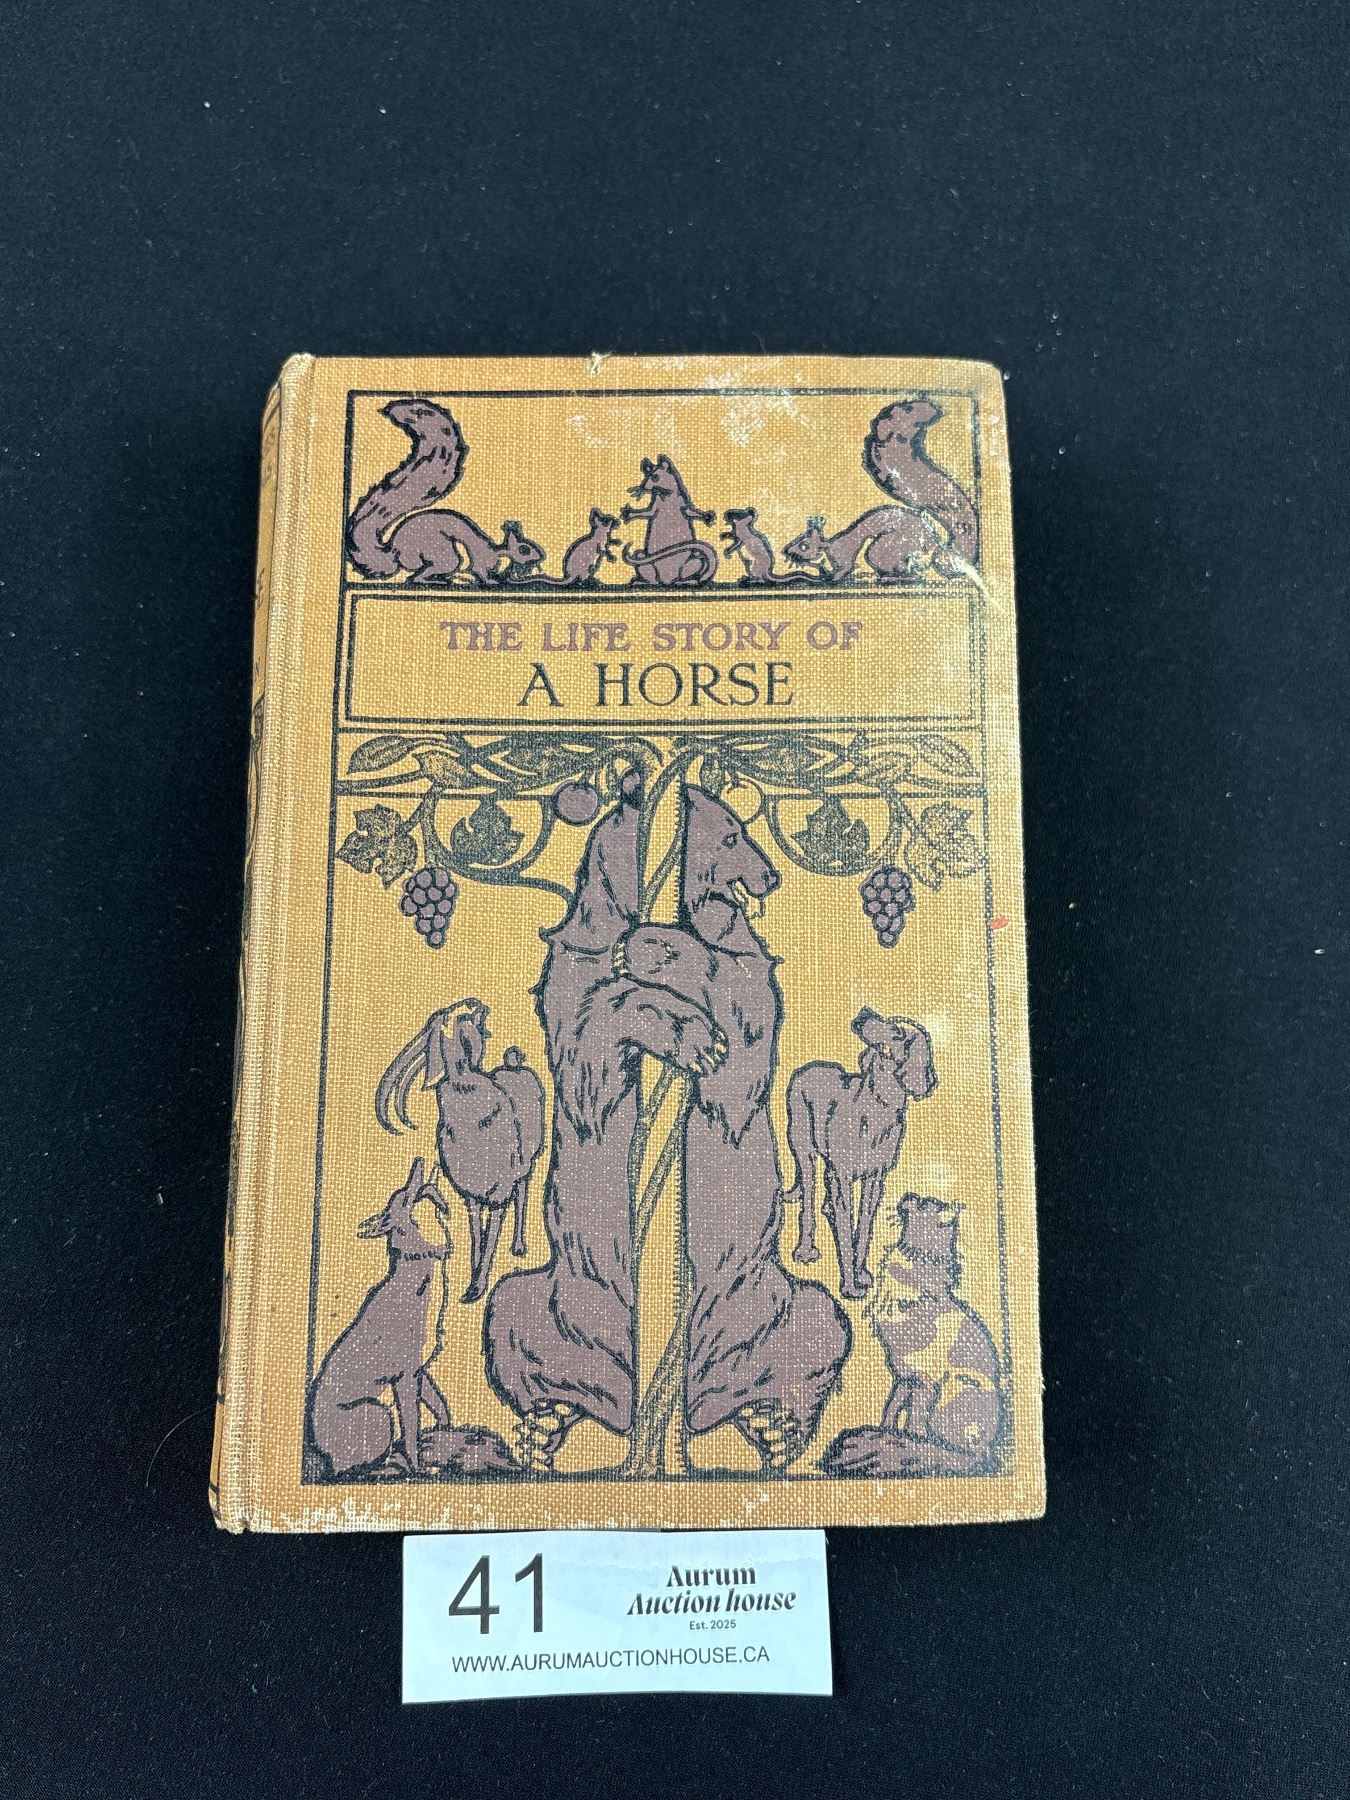 THE LIFE STORY OF
A HORSE
41
Aurum
Auction house
Est. 2025
WWW.AURUMAUCTIONHOUSE.CA